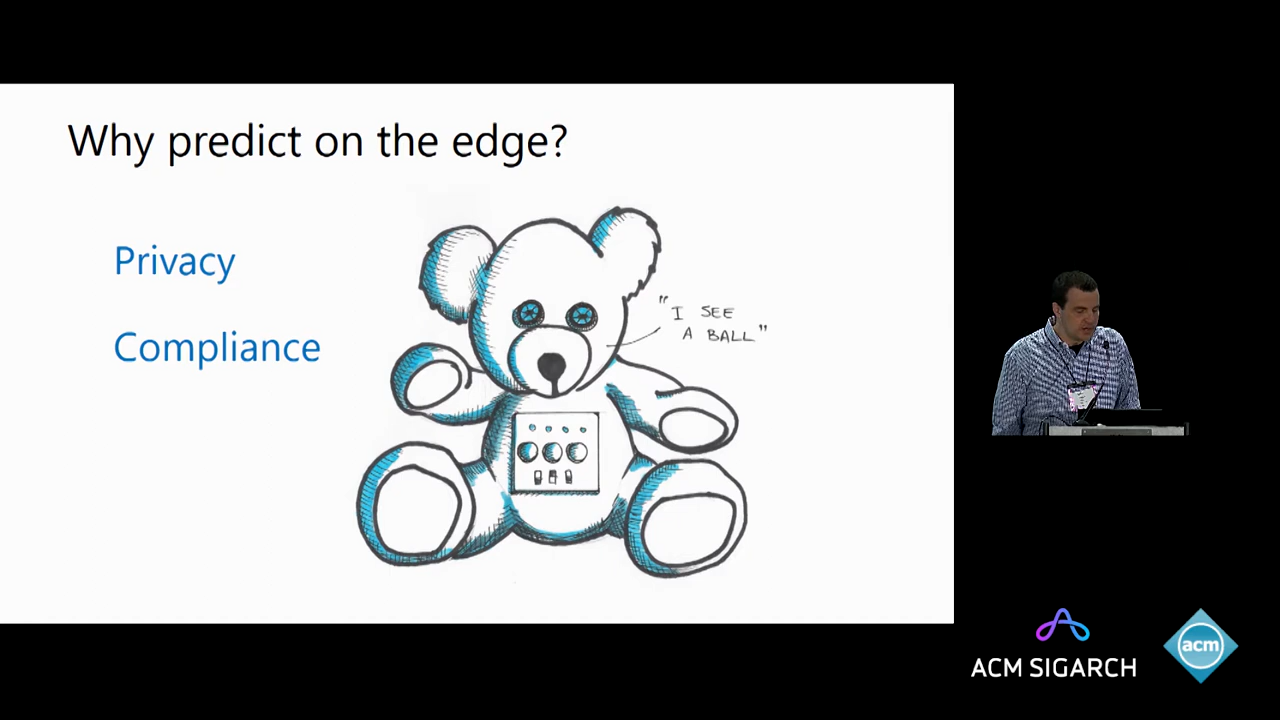 Why predict on the edge?
Privacy
Compliance
"I SEE
A BALL"
ACM SIGARCH
acm